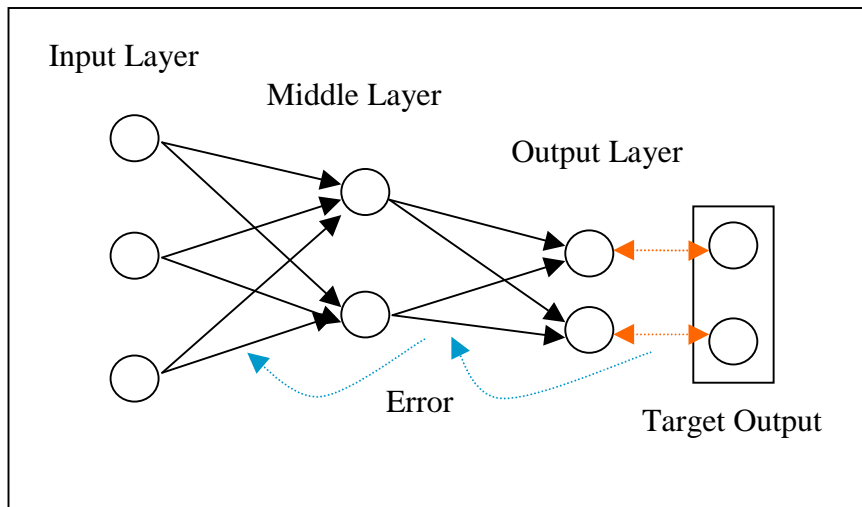 Input Layer
Middle Layer
Output Layer
Error
Target Output